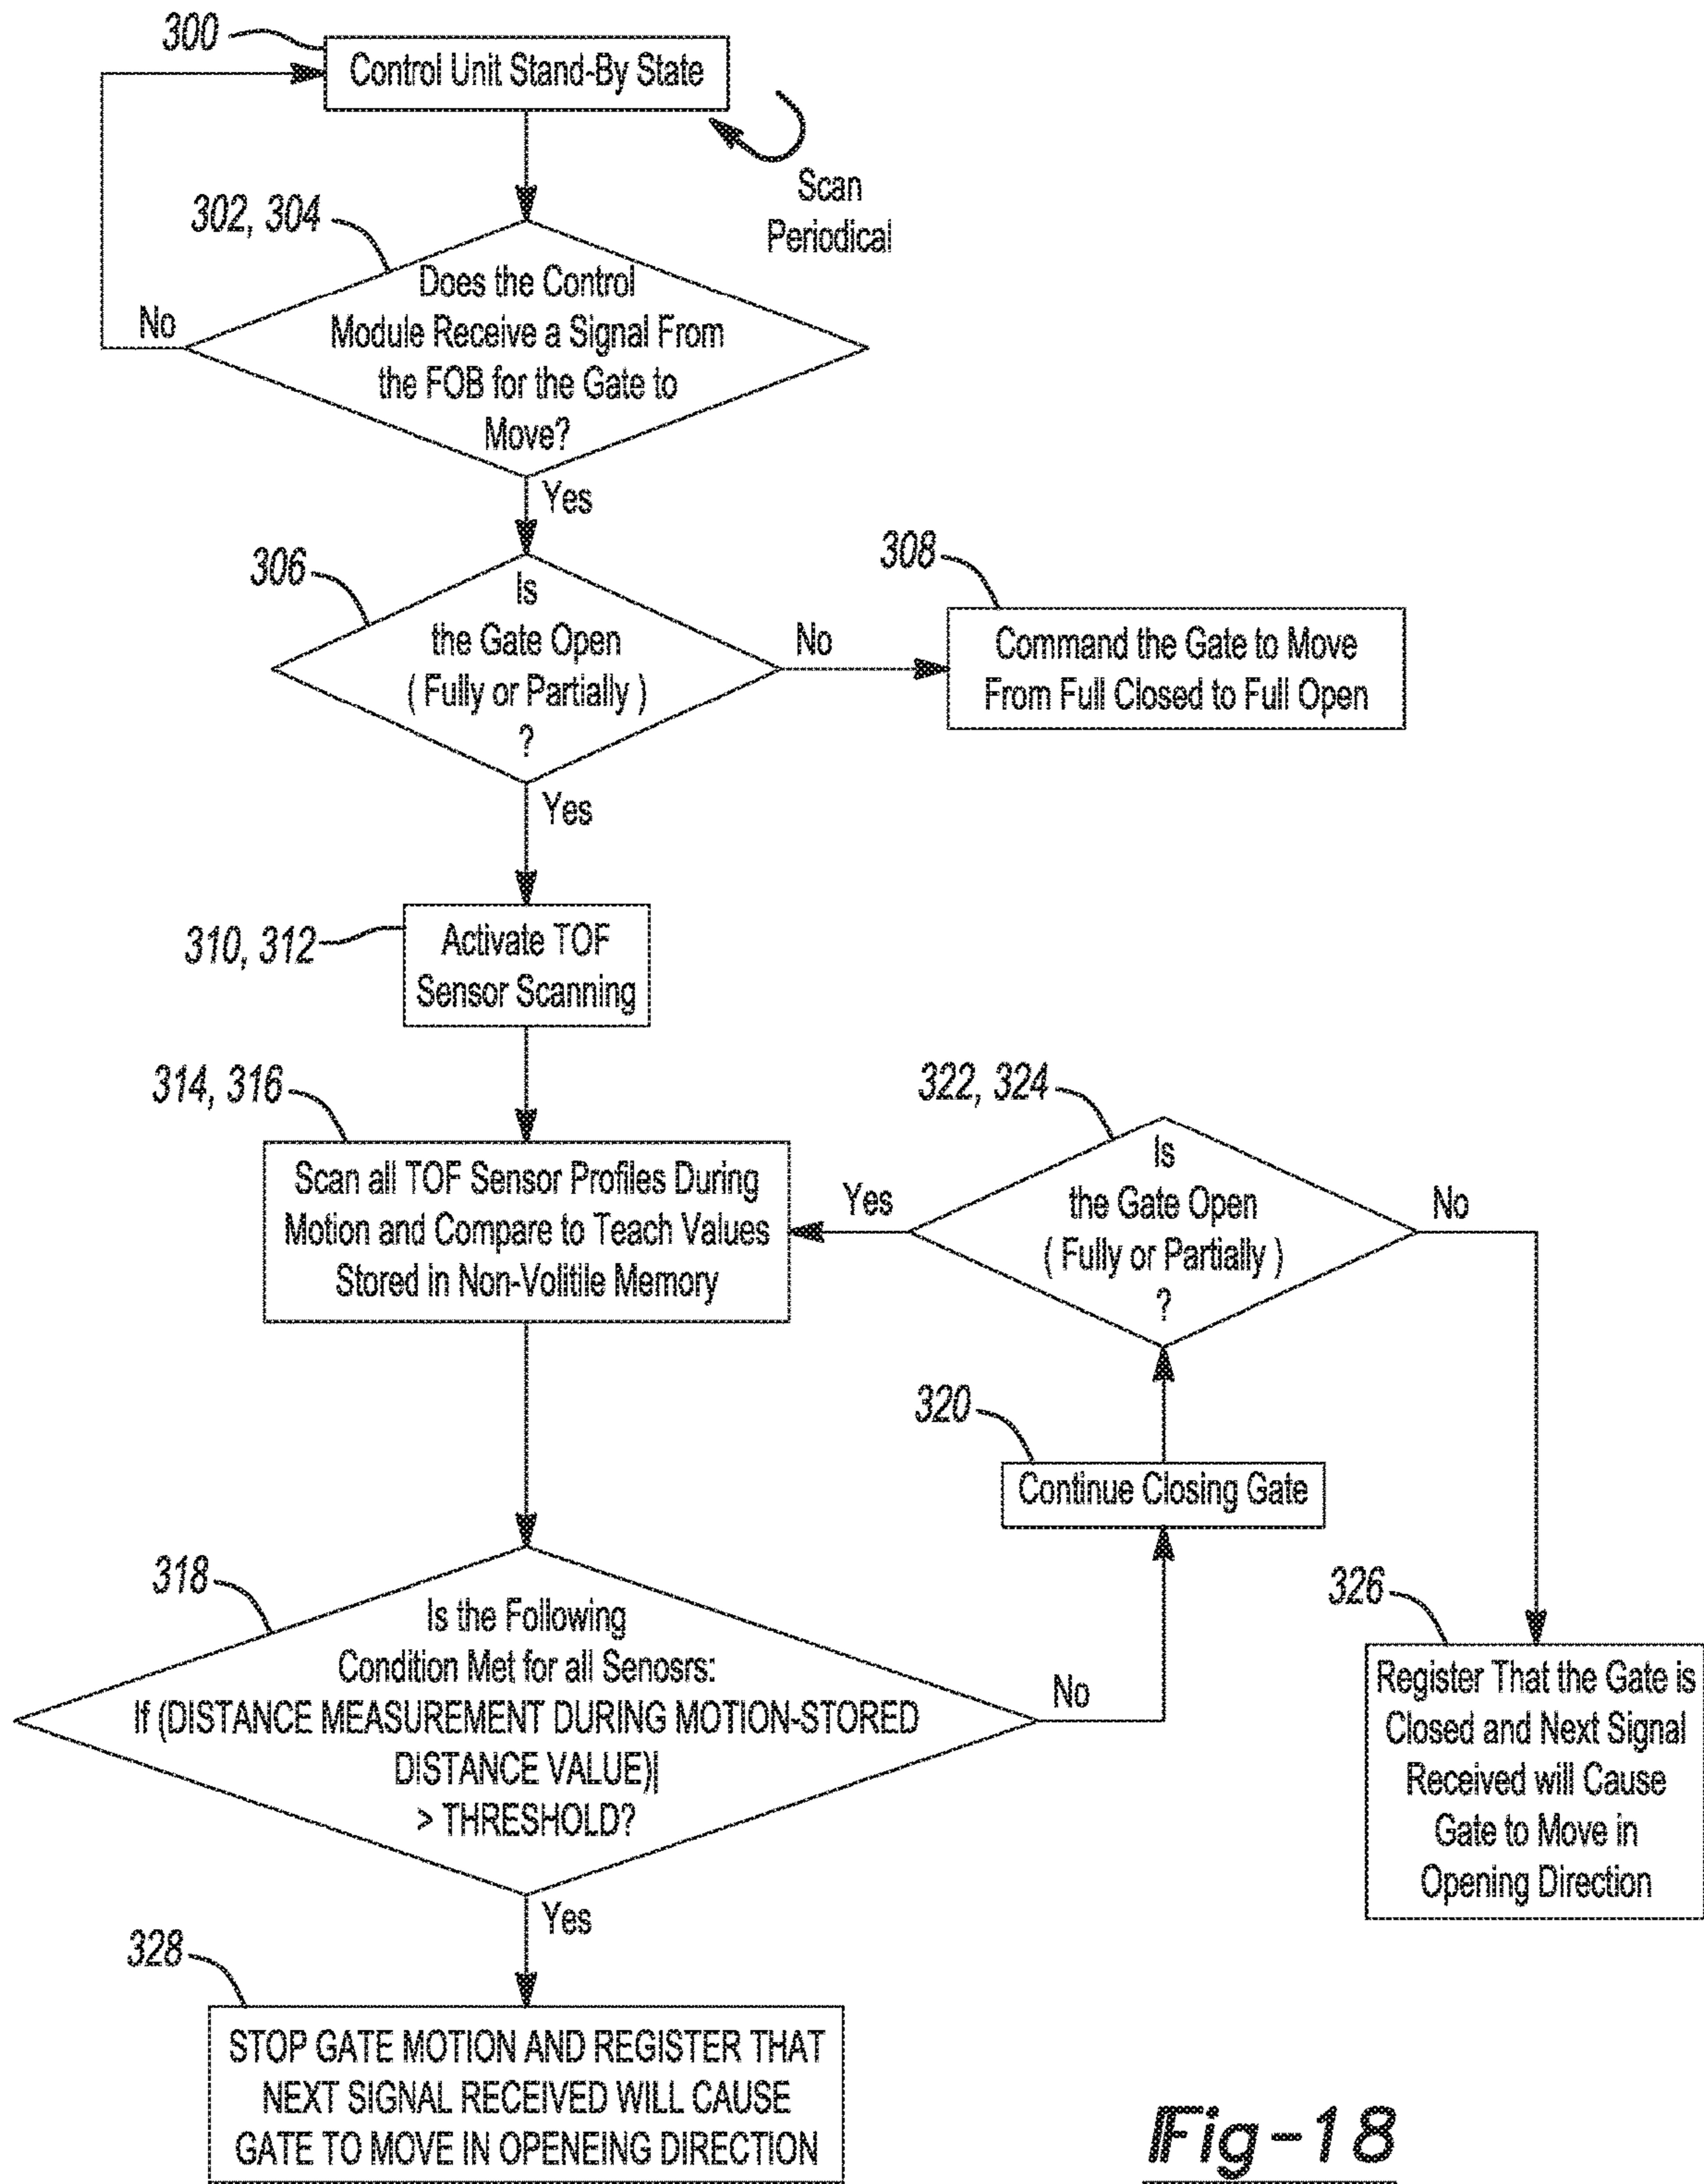 300
Control Unit Stand-By State
Scan
Periodical
302, 304
Does the Control
Module Receive a Signal From
the FOB for the Gate to
Move?
No
Yes
306
Is
the Gate Open
( Fully or Partially )
?
No
308
Command the Gate to Move
From Full Closed to Full Open
Yes
310, 312
Activate TOF
Sensor Scanning
314, 316
Scan all TOF Sensor Profiles During
Motion and Compare to Teach Values
Stored in Non-Volitile Memory
322, 324
Is
the Gate Open
( Fully or Partially )
?
Yes
No
320
Continue Closing Gate
318
Is the Following
Condition Met for all Senosrs:
If (DISTANCE MEASUREMENT DURING MOTION-STORED
DISTANCE VALUE)|
> THRESHOLD?
No
326
Register That the Gate is
Closed and Next Signal
Received will Cause
Gate to Move in
Opening Direction
Yes
328
STOP GATE MOTION AND REGISTER THAT
NEXT SIGNAL RECEIVED WILL CAUSE
GATE TO MOVE IN OPENEING DIRECTION
Fig-18